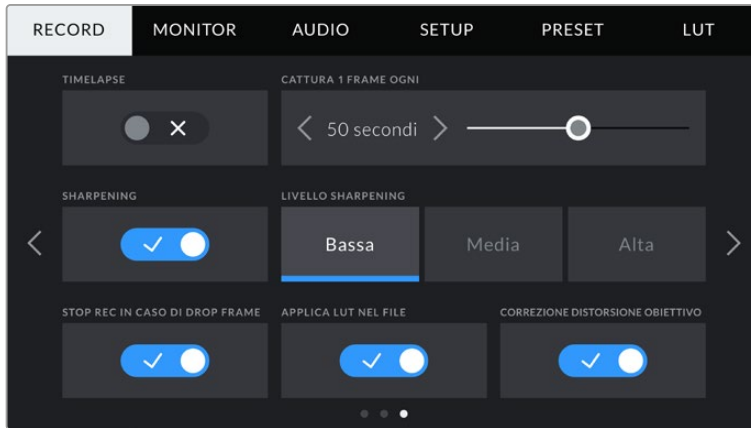 RECORD MONITOR AUDIO SETUP PRESET LUT
TIMELAPSE CATTURA 1 FRAME OGNI
50 secondi
SHARPENING LIVELLO SHARPENING
Bassa Media Alta
STOP REC IN CASO DI DROP FRAME APPLICA LUT NEL FILE CORREZIONE DISTORSIONE OBIETTIVO